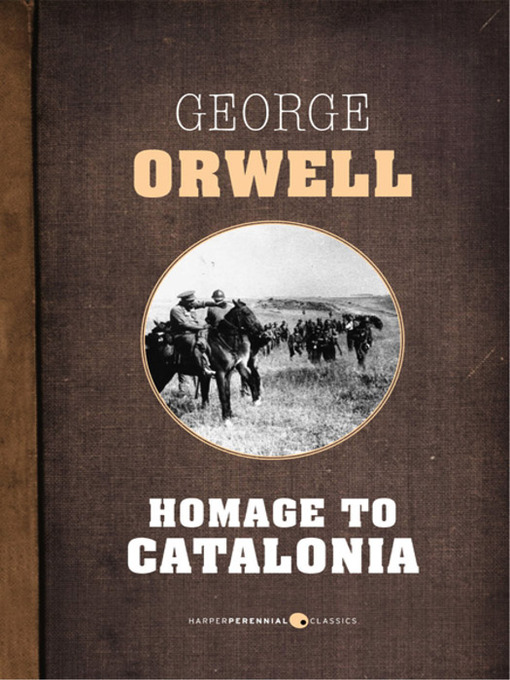 GEORGE
ORWELL
HOMAGE TO
CATALONIA
HARPERPERENNIAL CLASSICS